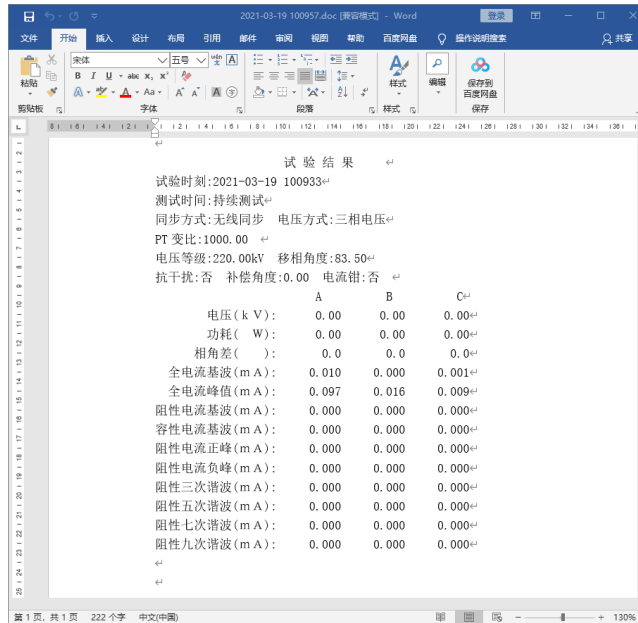 2021-03-19 100957.doc [兼容模式] - Word
登录
文件 开始 插入 设计 布局 引用 邮件 审阅 视图 帮助 百度网盘 操作说明搜索 共享
宋体 五号
粘贴
样式 编辑 保存到
百度网盘
剪贴板 字体 段落 样式 保存
试 验 结 果
试验时刻:2021-03-19 100933
测试时间:持续测试
同步方式:无线同步 电压方式:三相电压
PT 变比:1000.00
电压等级:220.00kV 移相角度:83.50
抗干扰:否 补偿角度:0.00 电流钳:否
A B C
电压(k V): 0.00 0.00 0.00
功耗( W): 0.00 0.00 0.00
相角差( ): 0.0 0.0 0.0
全电流基波(m A): 0.010 0.000 0.001
全电流峰值(m A): 0.097 0.016 0.009
阻性电流基波(m A): 0.000 0.000 0.000
容性电流基波(m A): 0.000 0.000 0.000
阻性电流正峰(m A): 0.000 0.000 0.000
阻性电流负峰(m A): 0.000 0.000 0.000
阻性三次谐波(m A): 0.000 0.000 0.000
阻性五次谐波(m A): 0.000 0.000 0.000
阻性七次谐波(m A): 0.000 0.000 0.000
阻性九次谐波(m A): 0.000 0.000 0.000
第 1 页, 共 1 页 222 个字 中文(中国) 130%